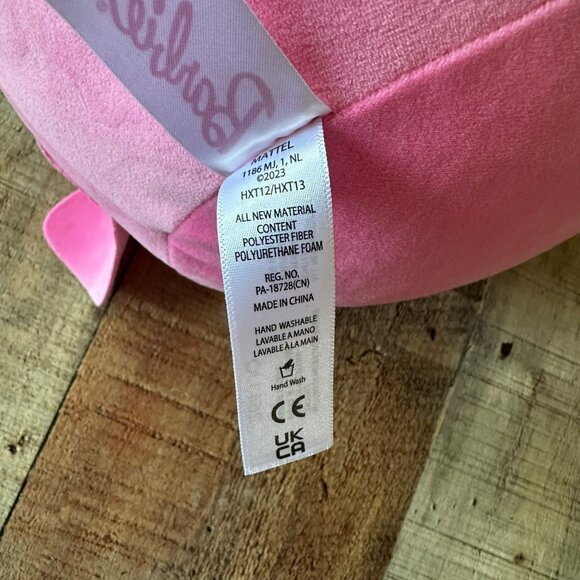 Barbie
MATTEL
1186 MJ, 1, NL
©2023
HXT12/HXT13
ALL NEW MATERIAL
CONTENT
POLYESTER FIBER
POLYURETHANE FOAM
REG. NO.
PA-18728(CN)
MADE IN CHINA
HAND WASHABLE
LAVABLE A MANO
LAVABLE À LA MAIN
Hand Wash
CE
UK
CA